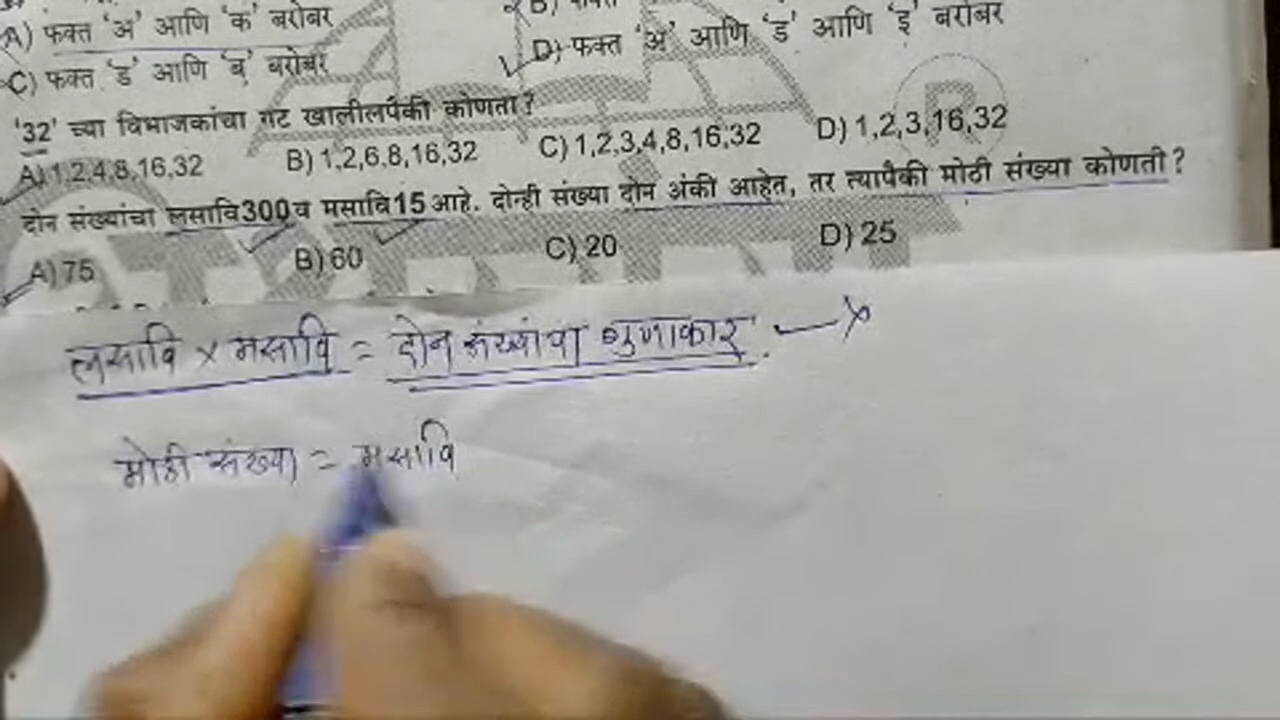 A) फक्त 'अ' आणि 'क' बरोबर
D) फक्त 'अ' आणि 'ड' आणि 'इ' बरोबर
C) फक्त 'ड' आणि 'ब' बरोबर
'32' च्या विभाजकांचा गट खालीलपैकी कोणता?
A) 1,2,4,8,16,32 B) 1,2,6,8,16,32 C) 1,2,3,4,8,16,32 D) 1,2,3,16,32
दोन संख्यांचा लसावि 300 व मसावि 15 आहे. दोन्ही संख्या दोन अंकी आहेत, तर त्यापैकी मोठी संख्या कोणती?
A) 75 B) 60 C) 20 D) 25
लसावि × मसावि = दोन संख्यांचा गुणाकार
मोठी संख्या = मसावि